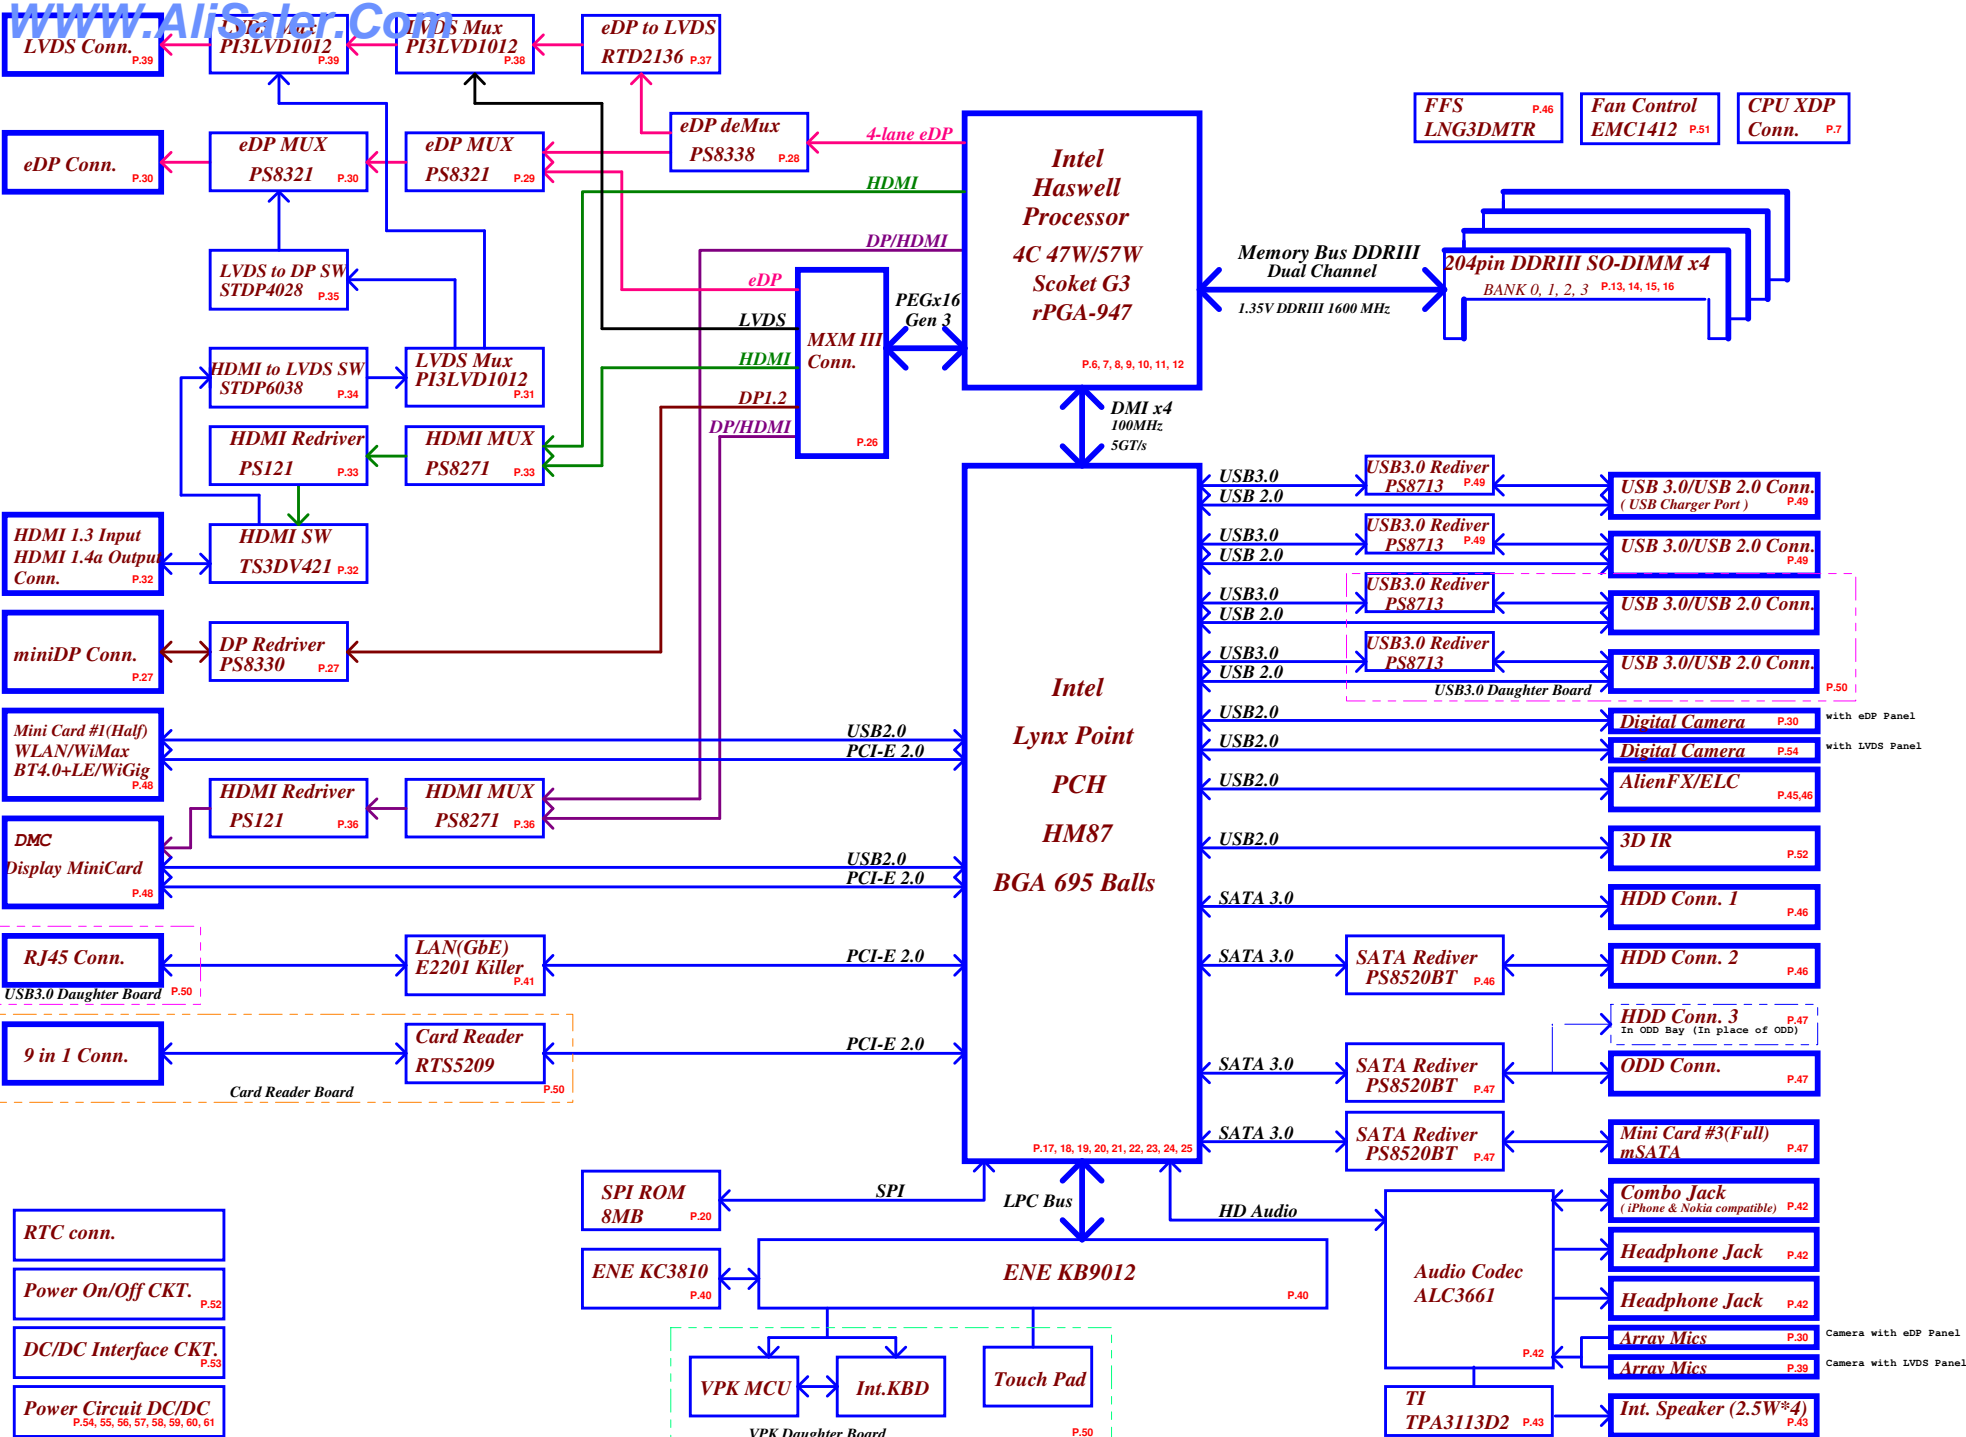 WWW.AliSaler.Com
LVDS Conn.
P.39
LVDS Mux
PI3LVD1012
P.39
LVDS Mux
PI3LVD1012
P.38
eDP to LVDS
RTD2136 P.37
eDP Conn.
P.30
eDP MUX
PS8321
P.30
eDP MUX
PS8321
P.29
eDP deMux
PS8338
P.28
4-lane eDP
HDMI
DP/HDMI
Intel
Haswell
Processor
4C 47W/57W
Scoket G3
rPGA-947
P.6, 7, 8, 9, 10, 11, 12
FFS
P.46
LNG3DMTR
Fan Control
EMC1412 P.51
CPU XDP
Conn.
P.7
Memory Bus DDRIII
Dual Channel
1.35V DDRIII 1600 MHz
204pin DDRIII SO-DIMM x4
BANK 0, 1, 2, 3
P.13, 14, 15, 16
LVDS to DP SW
STDP4028
P.35
HDMI to LVDS SW
STDP6038
P.34
LVDS Mux
PI3LVD1012
P.31
eDP
LVDS
HDMI
DP1.2
DP/HDMI
MXM III
Conn.
P.26
PEGx16
Gen 3
DMI x4
100MHz
5GT/s
HDMI Redriver
PS121
P.33
HDMI MUX
PS8271
P.33
HDMI 1.3 Input
HDMI 1.4a Output
Conn.
P.32
HDMI SW
TS3DV421 P.32
miniDP Conn.
P.27
DP Redriver
PS8330
P.27
Mini Card #1(Half)
WLAN/WiMax
BT4.0+LE/WiGig
P.48
USB2.0
PCI-E 2.0
HDMI Redriver
PS121
P.36
HDMI MUX
PS8271
P.36
DMC
Display MiniCard
P.48
USB2.0
PCI-E 2.0
RJ45 Conn.
USB3.0 Daughter Board
P.50
LAN(GbE)
E2201 Killer
P.41
PCI-E 2.0
9 in 1 Conn.
Card Reader
RTS5209
P.50
Card Reader Board
PCI-E 2.0
Intel
Lynx Point
PCH
HM87
BGA 695 Balls
P.17, 18, 19, 20, 21, 22, 23, 24, 25
USB3.0
USB 2.0
USB3.0 Rediver
PS8713
P.49
USB 3.0/USB 2.0 Conn.
( USB Charger Port )
P.49
USB3.0
USB 2.0
USB3.0 Rediver
PS8713
P.49
USB 3.0/USB 2.0 Conn.
P.49
USB3.0
USB 2.0
USB3.0 Rediver
PS8713
USB 3.0/USB 2.0 Conn.
USB3.0
USB 2.0
USB3.0 Rediver
PS8713
USB 3.0/USB 2.0 Conn.
USB3.0 Daughter Board
P.50
USB2.0
Digital Camera
P.30
with eDP Panel
USB2.0
Digital Camera
P.54
with LVDS Panel
USB2.0
AlienFX/ELC
P.45,46
USB2.0
3D IR
P.52
SATA 3.0
HDD Conn. 1
P.46
SATA 3.0
SATA Rediver
PS8520BT
P.46
HDD Conn. 2
P.46
HDD Conn. 3
P.47
In ODD Bay (In place of ODD)
SATA 3.0
SATA Rediver
PS8520BT
P.47
ODD Conn.
P.47
SATA 3.0
SATA Rediver
PS8520BT
P.47
Mini Card #3(Full)
mSATA
P.47
SPI ROM
8MB
P.20
SPI
LPC Bus
HD Audio
ENE KC3810
P.40
ENE KB9012
P.40
VPK MCU
Int.KBD
Touch Pad
VPK Daughter Board
P.50
Audio Codec
ALC3661
P.42
Combo Jack
( iPhone & Nokia compatible)
P.42
Headphone Jack
P.42
Headphone Jack
P.42
Array Mics
P.30
Camera with eDP Panel
Array Mics
P.39
Camera with LVDS Panel
TI
TPA3113D2
P.43
Int. Speaker (2.5W*4)
P.43
RTC conn.
Power On/Off CKT.
P.52
DC/DC Interface CKT.
P.53
Power Circuit DC/DC
P.54, 55, 56, 57, 58, 59, 60, 61